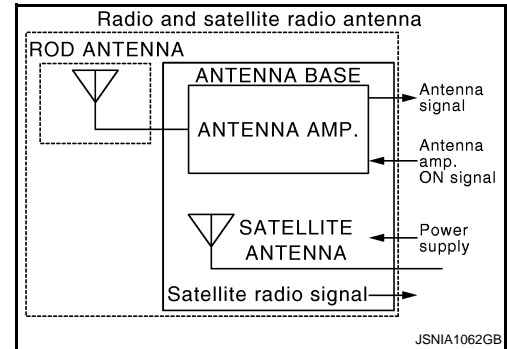 Radio and satellite radio antenna
ROD ANTENNA
ANTENNA BASE
ANTENNA AMP.
Antenna
signal
Antenna
amp.
ON signal
SATELLITE
ANTENNA
Power
supply
Satellite radio signal
JSNIA1062GB